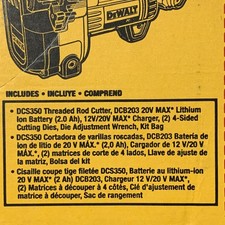 DEWALT
INCLUDES • INCLUYE • COMPREND
• DCS350 Threaded Rod Cutter, DCB203 20V MAX* Lithium
Ion Battery (2.0 Ah), 12V/20V MAX* Charger, (2) 4-Sided
Cutting Dies, Die Adjustment Wrench, Kit Bag
• DCS350 Cortadora de varillas roscadas, DCB203 Batería de
ion de litio de 20 V MÁX.* (2,0 Ah), Cargador de 12 V/20 V
MÁX.*, (2) matrices de corte de 4 lados, Llave de ajuste de
la matriz, Bolsa del kit
• Cisaille coupe tige filetée DCS350, Batterie au lithium-ion
20 V MAX* (2 Ah) DCB203, Chargeur 12 V/20 V MAX*,
(2) Matrices à découper à 4 côtés, Clé d'ajustement de
matrice à découper, Sac de rangement